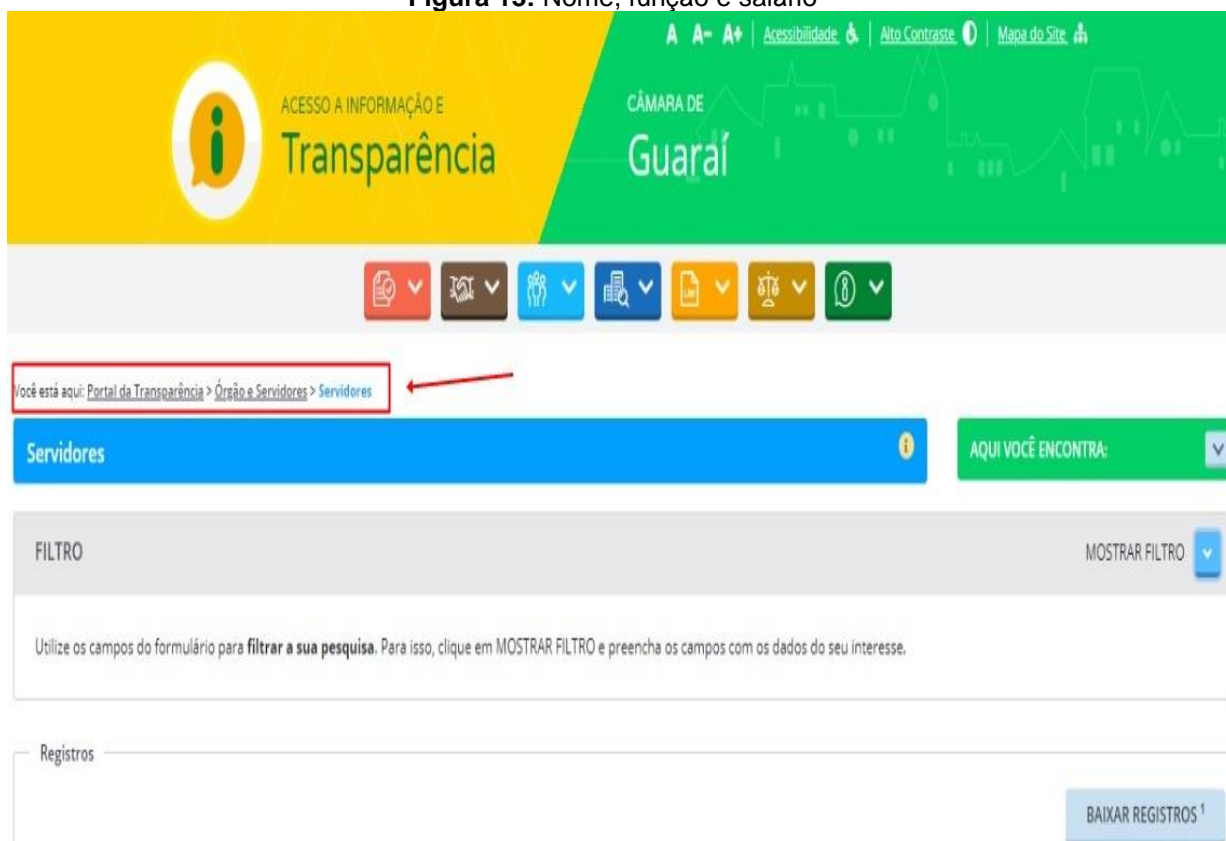 Figura 15: Nome, função e salário
A A- A+ | Acessibilidade | Alto Contraste | Mapa do Site
ACESSO A INFORMAÇÃO E
Transparência
CÂMARA DE
Guaraí
LAW
Você está aqui: Portal da Transparência > Órgão e Servidores > Servidores
Servidores
AQUI VOCÊ ENCONTRA:
FILTRO
MOSTRAR FILTRO
Utilize os campos do formulário para filtrar a sua pesquisa. Para isso, clique em MOSTRAR FILTRO e preencha os campos com os dados do seu interesse.
Registros
BAIXAR REGISTROS ¹